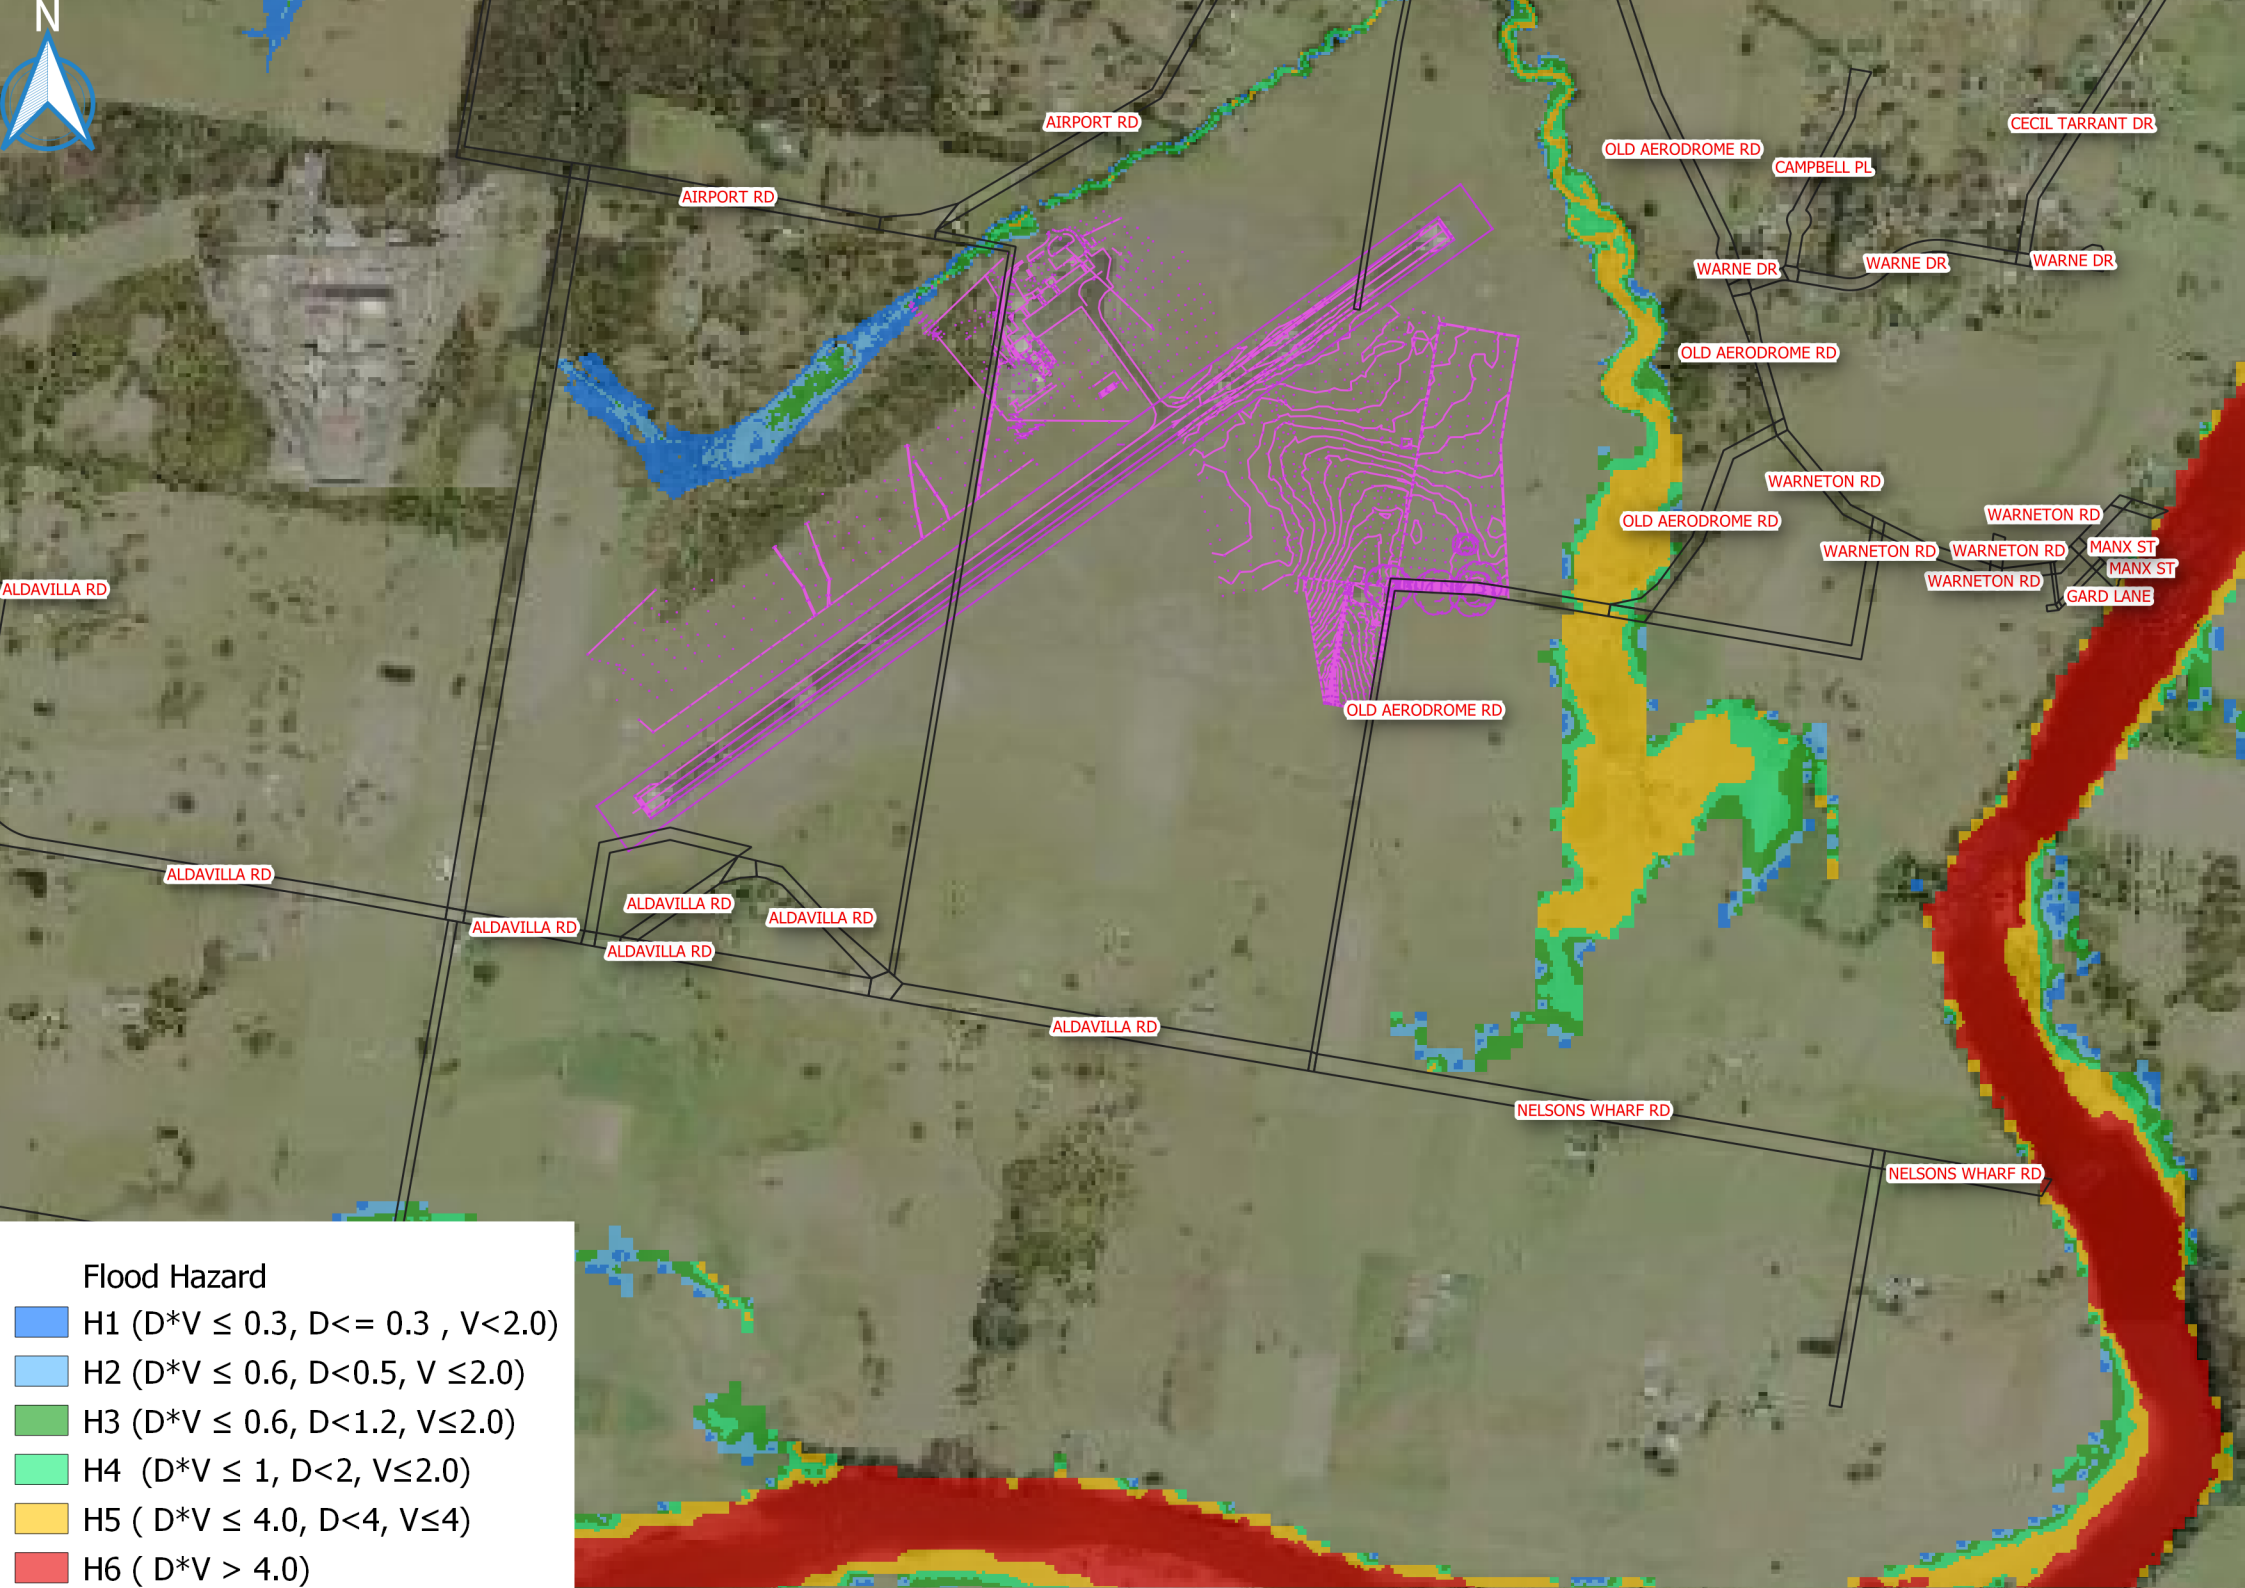 N
AIRPORT RD
CECIL TARRANT DR
OLD AERODROME RD
CAMPBELL PL
AIRPORT RD
WARNE DR
WARNE DR
WARNE DR
OLD AERODROME RD
WARNETON RD
WARNETON RD
OLD AERODROME RD
WARNETON RD
WARNETON RD
MANX ST
MANX ST
WARNETON RD
GARD LANE
ALDAVILLA RD
OLD AERODROME RD
ALDAVILLA RD
ALDAVILLA RD
ALDAVILLA RD
ALDAVILLA RD
ALDAVILLA RD
ALDAVILLA RD
NELSONS WHARF RD
NELSONS WHARF RD
Flood Hazard
H1 (D*V ≤ 0.3, D<= 0.3 , V<2.0)
H2 (D*V ≤ 0.6, D<0.5, V ≤2.0)
H3 (D*V ≤ 0.6, D<1.2, V≤2.0)
H4 (D*V ≤ 1, D<2, V≤2.0)
H5 ( D*V ≤ 4.0, D<4, V≤4)
H6 ( D*V > 4.0)